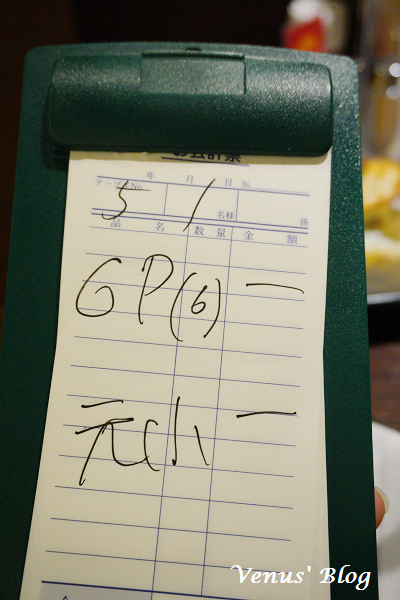 お会計票
年 月 日 No.
テーブルNo. 5 1 名様 係
品 名 数 量 金 額
GP(6) 一
元小 一
Venus' Blog